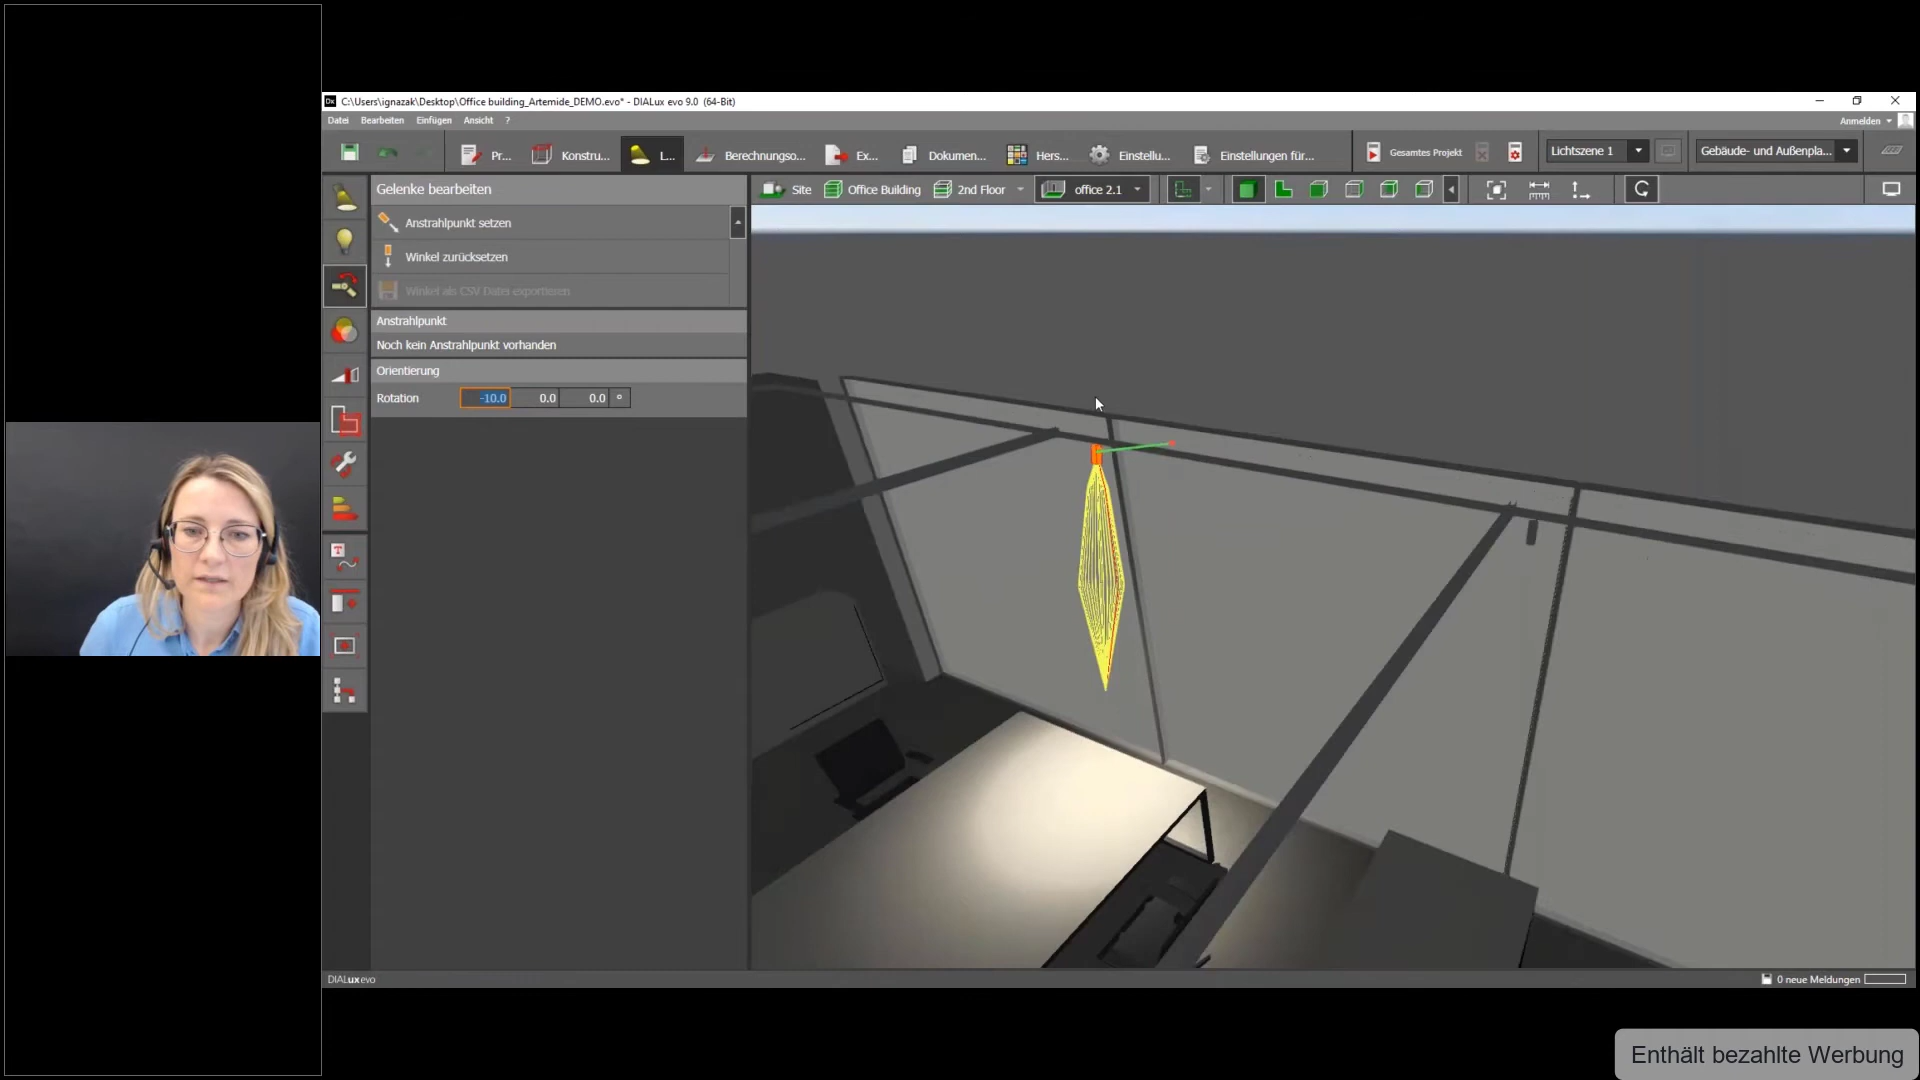 C:\Users\ignazak\Desktop\Office building_Artemide_DEMO.evo* - DIALux evo 9.0 (64-Bit)
Datei Bearbeiten Einfügen Ansicht ?
Anmelden
Pr... Konstru... L... Berechnungso... Ex... Dokumen... Hers... Einstellu... Einstellungen für... Gesamtes Projekt Lichtszene 1 Gebäude- und Außenpla...
Site Office Building 2nd Floor office 2.1
Gelenke bearbeiten
Anstrahlpunkt setzen
Winkel zurücksetzen
Winkel als CSV Datei exportieren
Anstrahlpunkt
Noch kein Anstrahlpunkt vorhanden
Orientierung
Rotation -10.0 0.0 0.0 °
DIALux evo
0 neue Meldungen
Enthält bezahlte Werbung